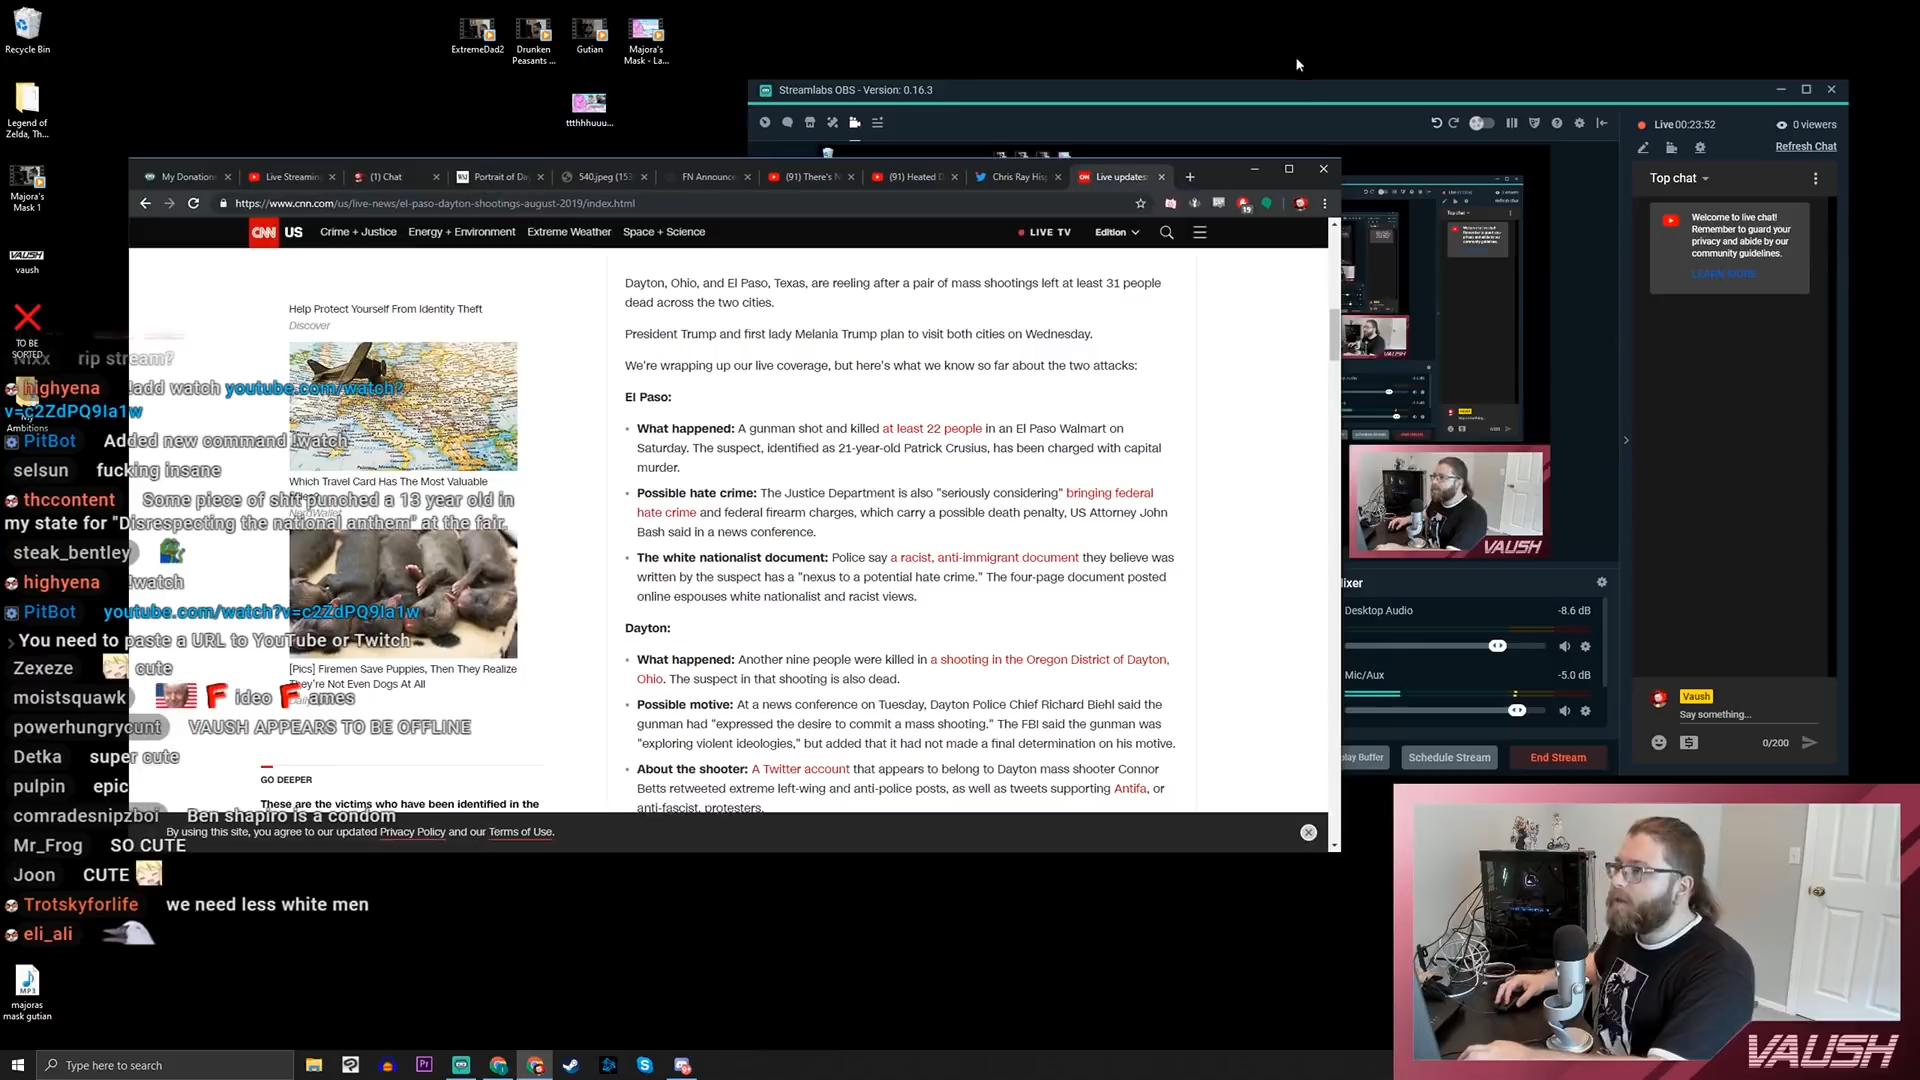 Recycle Bin
Legend of
Zelda, Th...
Majora's
Mask 1
VAUSH
vaush
TO BE
SORTED
My
Ambitions
majoras
mask gutian
ExtremeDad2
Drunken
Peasants ...
Gutian
Majora's
Mask - La...
ttthhhuuu...
Streamlabs OBS - Version: 0.16.3
Live 00:23:52
0 viewers
Refresh Chat
Top chat
Welcome to live chat!
Remember to guard your
privacy and abide by our
community guidelines.
LEARN MORE
My Donation
Live Streamin
(1) Chat
Portrait of Da
540.jpeg (153
FN Announce
(91) There's N
(91) Heated D
Chris Ray His
Live updates
https://www.cnn.com/us/live-news/el-paso-dayton-shootings-august-2019/index.html
19
CNN US
Crime + Justice
Energy + Environment
Extreme Weather
Space + Science
LIVE TV
Edition
Help Protect Yourself From Identity Theft
Discover
Which Travel Card Has The Most Valuable
[Pics] Firemen Save Puppies, Then They Realize
They're Not Even Dogs At All
GO DEEPER
These are the victims who have been identified in the
Dayton, Ohio, and El Paso, Texas, are reeling after a pair of mass shootings left at least 31 people
dead across the two cities.
President Trump and first lady Melania Trump plan to visit both cities on Wednesday.
We're wrapping up our live coverage, but here's what we know so far about the two attacks:
El Paso:
• What happened: A gunman shot and killed at least 22 people in an El Paso Walmart on
Saturday. The suspect, identified as 21-year-old Patrick Crusius, has been charged with capital
murder.
• Possible hate crime: The Justice Department is also "seriously considering" bringing federal
hate crime and federal firearm charges, which carry a possible death penalty, US Attorney John
Bash said in a news conference.
• The white nationalist document: Police say a racist, anti-immigrant document they believe was
written by the suspect has a "nexus to a potential hate crime." The four-page document posted
online espouses white nationalist and racist views.
Dayton:
• What happened: Another nine people were killed in a shooting in the Oregon District of Dayton,
Ohio. The suspect in that shooting is also dead.
• Possible motive: At a news conference on Tuesday, Dayton Police Chief Richard Biehl said the
gunman had "expressed the desire to commit a mass shooting." The FBI said the gunman was
"exploring violent ideologies," but added that it had not made a final determination on his motive.
• About the shooter: A Twitter account that appears to belong to Dayton mass shooter Connor
Betts retweeted extreme left-wing and anti-police posts, as well as tweets supporting Antifa, or
anti-fascist, protesters.
By using this site, you agree to our updated Privacy Policy and our Terms of Use.
Nixx rip stream?
highyena !add watch youtube.com/watch?
v=c2ZdPQ9Ia1w
PitBot Added new command !watch
selsun fucking insane
thccontent Some piece of shit punched a 13 year old in
my state for "Disrespecting the national anthem" at the fair.
steak_bentley
highyena !watch
PitBot youtube.com/watch?v=c2ZdPQ9Ia1w
You need to paste a URL to YouTube or Twitch
Zexeze cute
moistsquawk F ideo F ames
powerhungrycunt VAUSH APPEARS TO BE OFFLINE
Detka super cute
pulpin epic
comradesnipzboi Ben shapiro is a condom
Mr_Frog SO CUTE
Joon CUTE
Trotskyforlife we need less white men
eli_ali
VAUSH
Mixer
Desktop Audio -8.6 dB
Mic/Aux -5.0 dB
play Buffer
Schedule Stream
End Stream
Vaush
Say something...
0/200
Type here to search
VAUSH